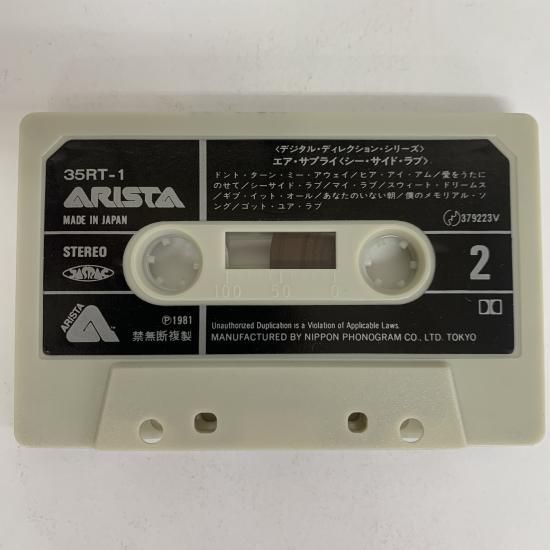 35RT-1
ARISTA
MADE IN JAPAN
〈デジタル・ディレクション・シリーズ〉
エア・サプライ〈シー・サイド・ラブ〉
ドント・ターン・ミー・アウェイ／ヒア・アイ・アム／愛をうたに
のせて／シーサイド・ラブ／マイ・ラブ／スウィート・ドリームス
／ギブ・イット・オール／あなたのいない朝／僕のメモリアル・ソ
ング／ゴット・ユア・ラブ
379223V
STEREO
JASRAC
2
100 50 0
ARISTA
TM
Ⓟ1981
禁無断複製
Unauthorized Duplication is a Violation of Applicable Laws.
MANUFACTURED BY NIPPON PHONOGRAM CO., LTD. TOKYO